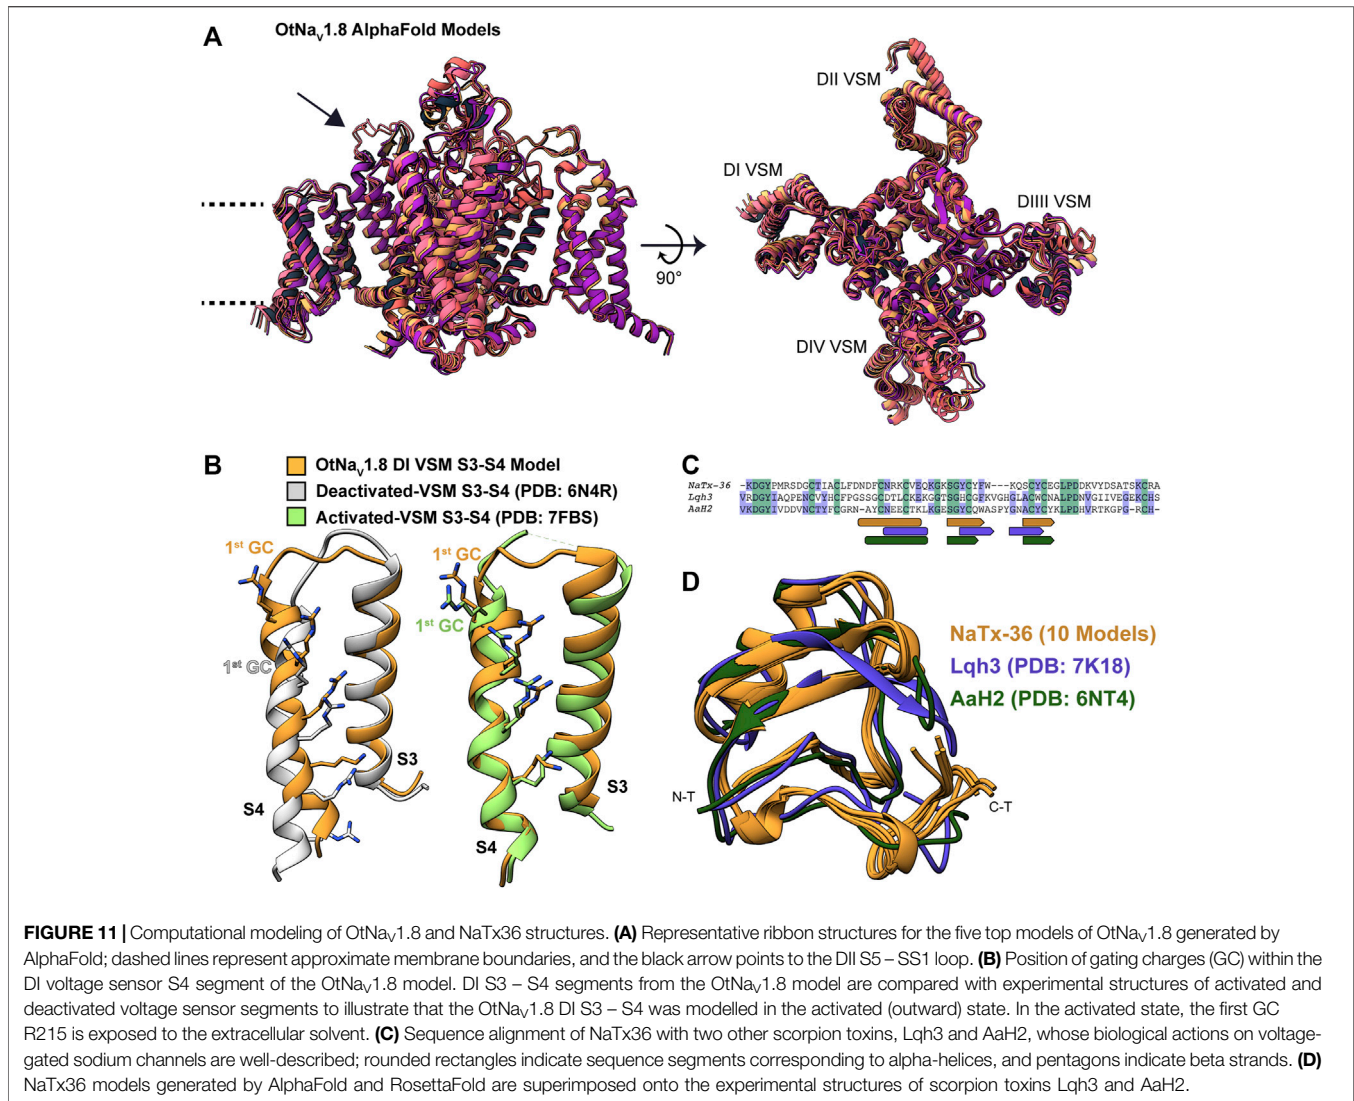 A
OtNaV1.8 AlphaFold Models
DII VSM
DI VSM
DIIII VSM
90°
DIV VSM
B
OtNaV1.8 DI VSM S3-S4 Model
Deactivated-VSM S3-S4 (PDB: 6N4R)
Activated-VSM S3-S4 (PDB: 7FBS)
1st GC
1st GC
S3
S4
1st GC
1st GC
S3
S4
C
NaTx-36 -KDGYPMRSDGCTIACLFDNDFCNRKCVEQKGKSGYCYFW---KQSCYCEGLPDDKVYDSATSKCRA
Lqh3 VRDGYIAQPENCVYHCFPGSSGCDTLCKEKGGTSGHCGFKVGHGLACWCNALPDNVGIIVEGEKCHS
AaH2 VKDGYIVDDVNCTYFCGRN-AYCNEECTKLKGESGYCQWASPYGNACYCYKLPDHVRTKGPG-RCH-
D
NaTx-36 (10 Models)
Lqh3 (PDB: 7K18)
AaH2 (PDB: 6NT4)
N-T
C-T
FIGURE 11 | Computational modeling of OtNaV1.8 and NaTx36 structures. (A) Representative ribbon structures for the five top models of OtNaV1.8 generated by
AlphaFold; dashed lines represent approximate membrane boundaries, and the black arrow points to the DII S5 – SS1 loop. (B) Position of gating charges (GC) within the
DI voltage sensor S4 segment of the OtNaV1.8 model. DI S3 – S4 segments from the OtNaV1.8 model are compared with experimental structures of activated and
deactivated voltage sensor segments to illustrate that the OtNaV1.8 DI S3 – S4 was modelled in the activated (outward) state. In the activated state, the first GC
R215 is exposed to the extracellular solvent. (C) Sequence alignment of NaTx36 with two other scorpion toxins, Lqh3 and AaH2, whose biological actions on voltage-
gated sodium channels are well-described; rounded rectangles indicate sequence segments corresponding to alpha-helices, and pentagons indicate beta strands. (D)
NaTx36 models generated by AlphaFold and RosettaFold are superimposed onto the experimental structures of scorpion toxins Lqh3 and AaH2.